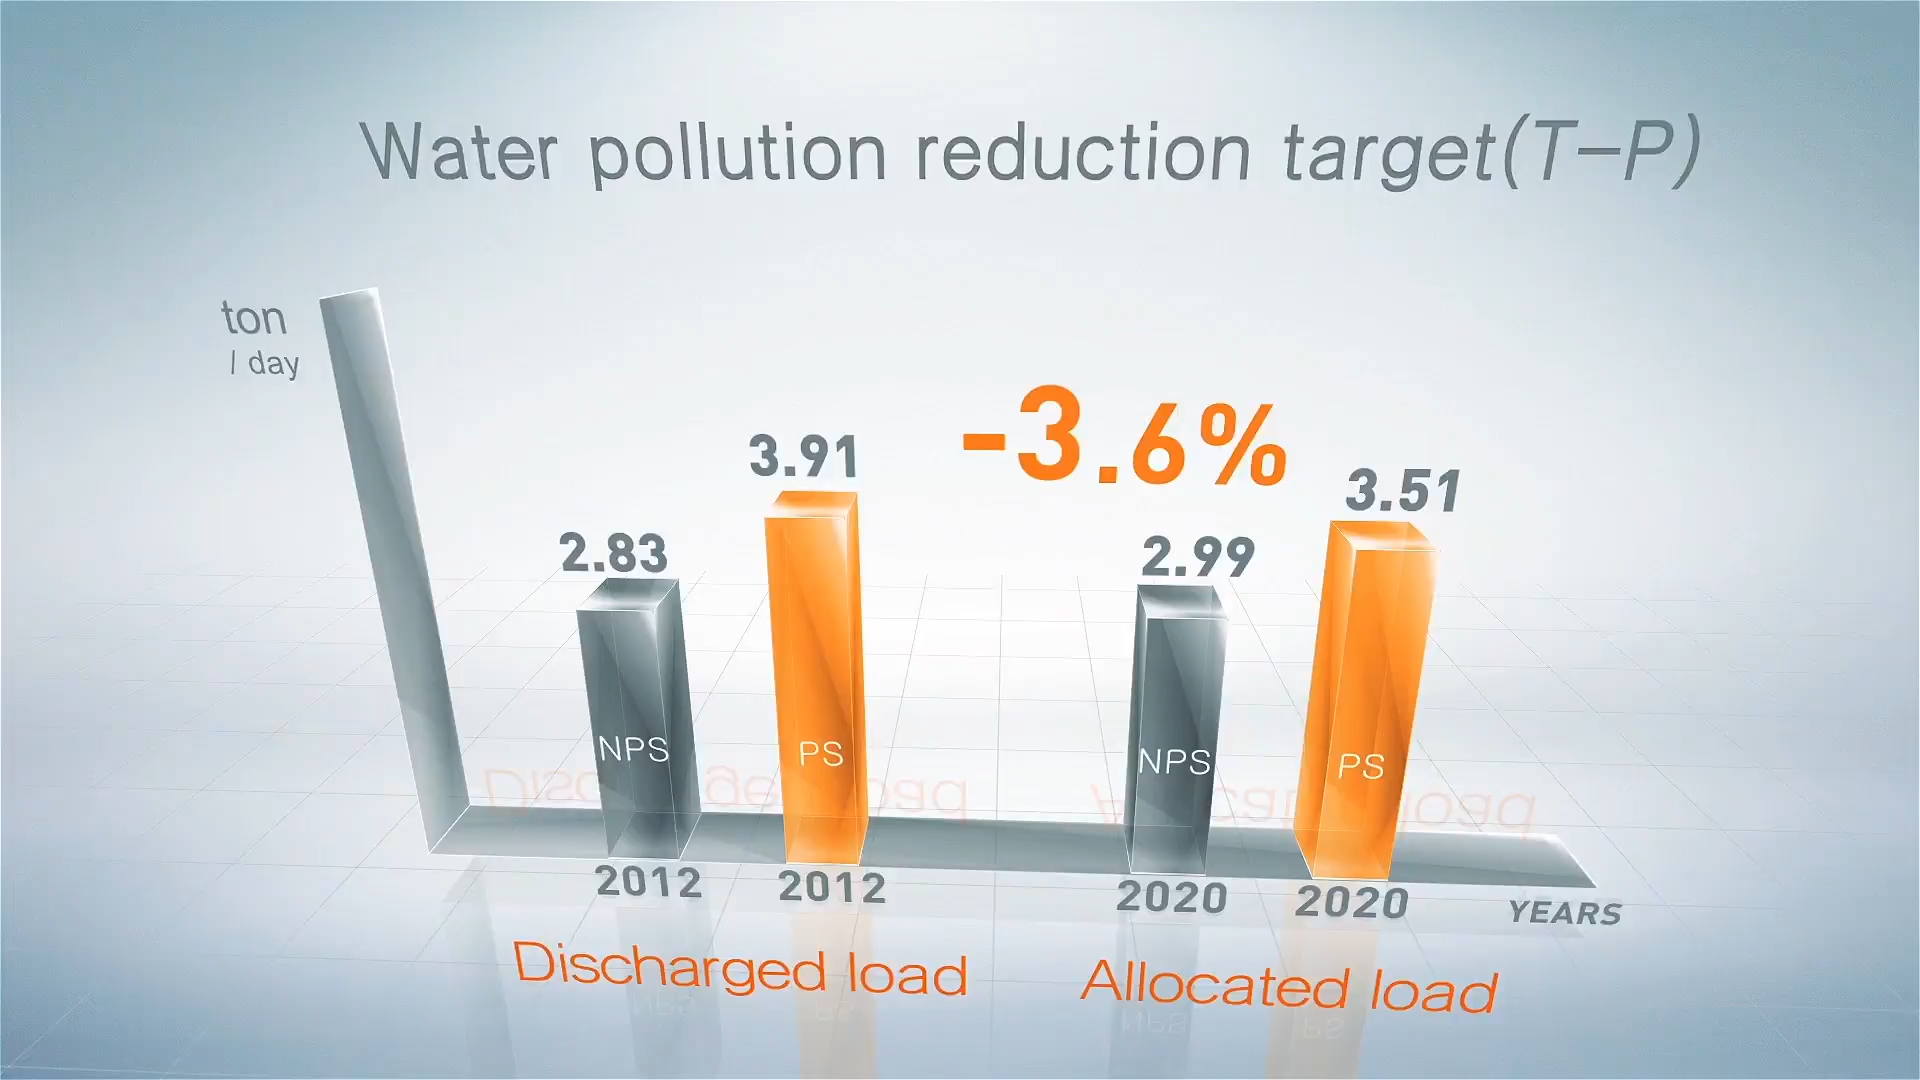 Water pollution reduction target(T-P)
ton
/ day
-3.6%
2.83
3.91
2.99
3.51
NPS
PS
NPS
PS
2012
2012
2020
2020
YEARS
Discharged load
Allocated load